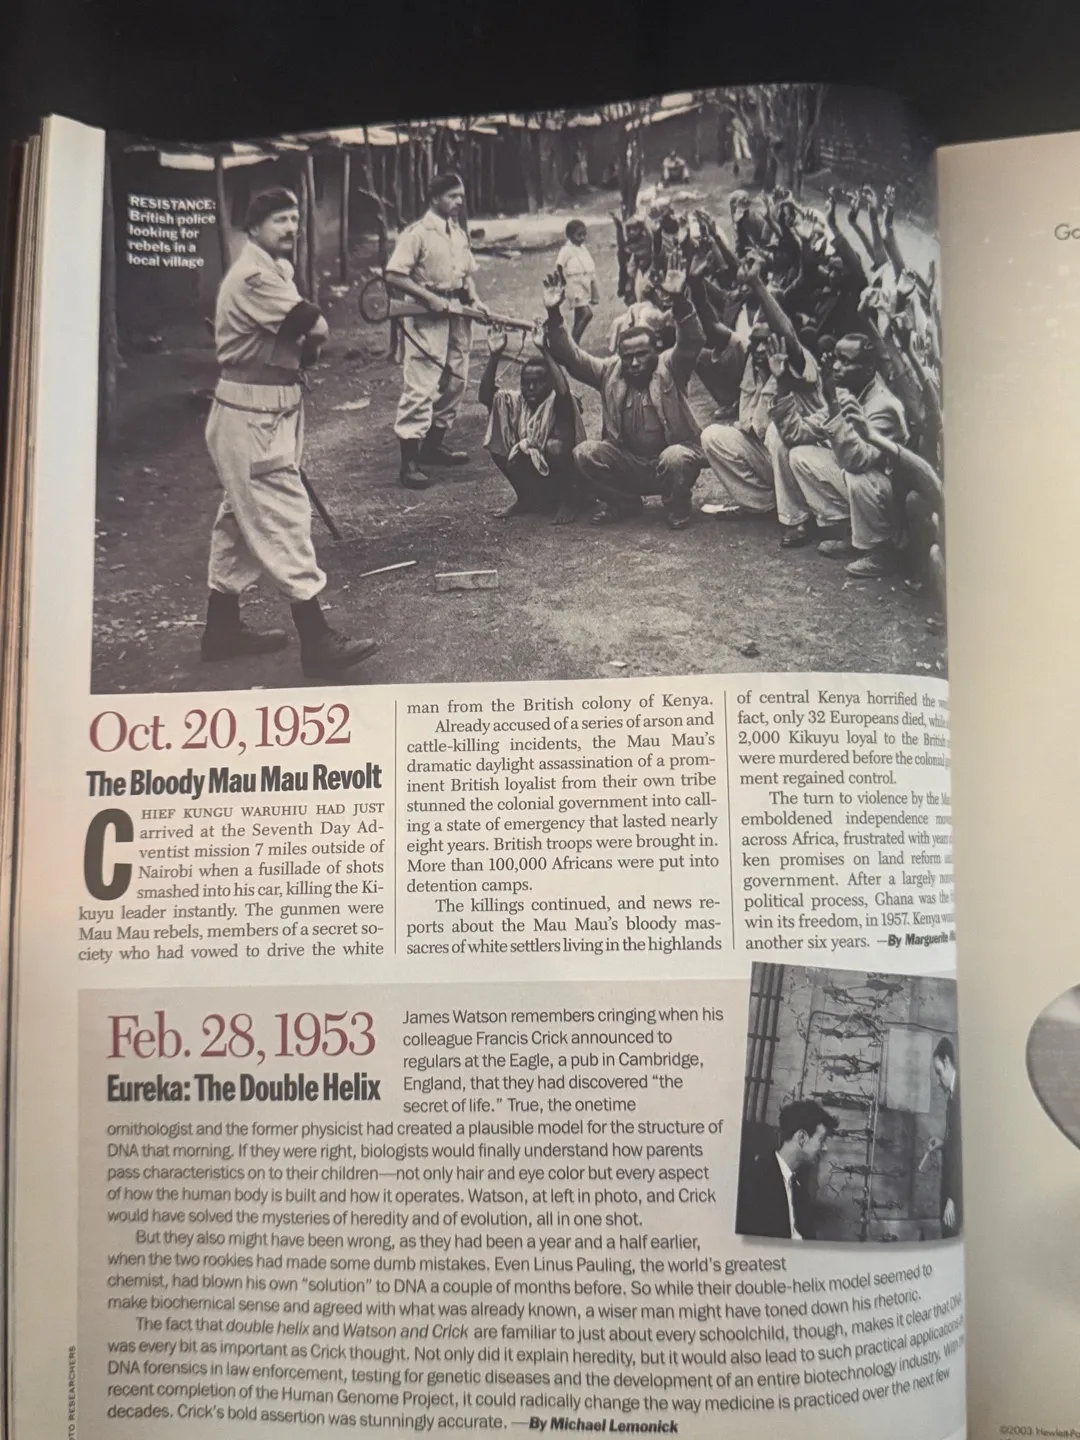 RESISTANCE:
British police
looking for
rebels in a
local village
Oct. 20, 1952
The Bloody Mau Mau Revolt
CHIEF KUNGU WARUHIU HAD JUST
arrived at the Seventh Day Ad-
ventist mission 7 miles outside of
Nairobi when a fusillade of shots
smashed into his car, killing the Ki-
kuyu leader instantly. The gunmen were
Mau Mau rebels, members of a secret so-
ciety who had vowed to drive the white
man from the British colony of Kenya.
Already accused of a series of arson and
cattle-killing incidents, the Mau Mau's
dramatic daylight assassination of a prom-
inent British loyalist from their own tribe
stunned the colonial government into call-
ing a state of emergency that lasted nearly
eight years. British troops were brought in.
More than 100,000 Africans were put into
detention camps.
The killings continued, and news re-
ports about the Mau Mau's bloody mas-
sacres of white settlers living in the highlands
of central Kenya horrified the
fact, only 32 Europeans died,
2,000 Kikuyu loyal to the British
were murdered before the colonial
ment regained control.
The turn to violence by the
emboldened independence
across Africa, frustrated with
ken promises on land reform
government. After a largely
political process, Ghana was the
win its freedom, in 1957. Kenya
another six years. —By Marguerite
Feb. 28, 1953
Eureka: The Double Helix
James Watson remembers cringing when his
colleague Francis Crick announced to
regulars at the Eagle, a pub in Cambridge,
England, that they had discovered "the
secret of life." True, the onetime
ornithologist and the former physicist had created a plausible model for the structure of
DNA that morning. If they were right, biologists would finally understand how parents
pass characteristics on to their children—not only hair and eye color but every aspect
of how the human body is built and how it operates. Watson, at left in photo, and Crick
would have solved the mysteries of heredity and of evolution, all in one shot.
But they also might have been wrong, as they had been a year and a half earlier,
when the two rookies had made some dumb mistakes. Even Linus Pauling, the world's greatest
chemist, had blown his own "solution" to DNA a couple of months before. So while their double-helix model seemed to
make biochemical sense and agreed with what was already known, a wiser man might have toned down his rhetoric.
The fact that double helix and Watson and Crick are familiar to just about every schoolchild, though, makes it clear that
was every bit as important as Crick thought. Not only did it explain heredity, but it would also lead to such practical applications
DNA forensics in law enforcement, testing for genetic diseases and the development of an entire biotechnology industry. With
recent completion of the Human Genome Project, it could radically change the way medicine is practiced over the next few
decades. Crick's bold assertion was stunningly accurate. —By Michael Lemonick
TO RESEARCHERS
©2003 Hewlett-Pa